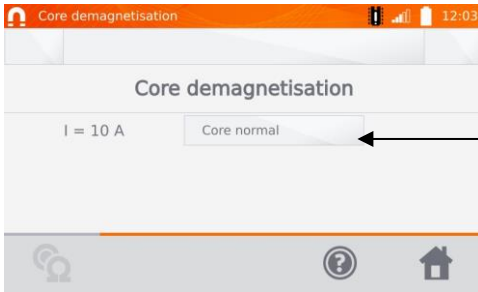 Core demagnetisation 12:03
Core demagnetisation
I = 10 A Core normal